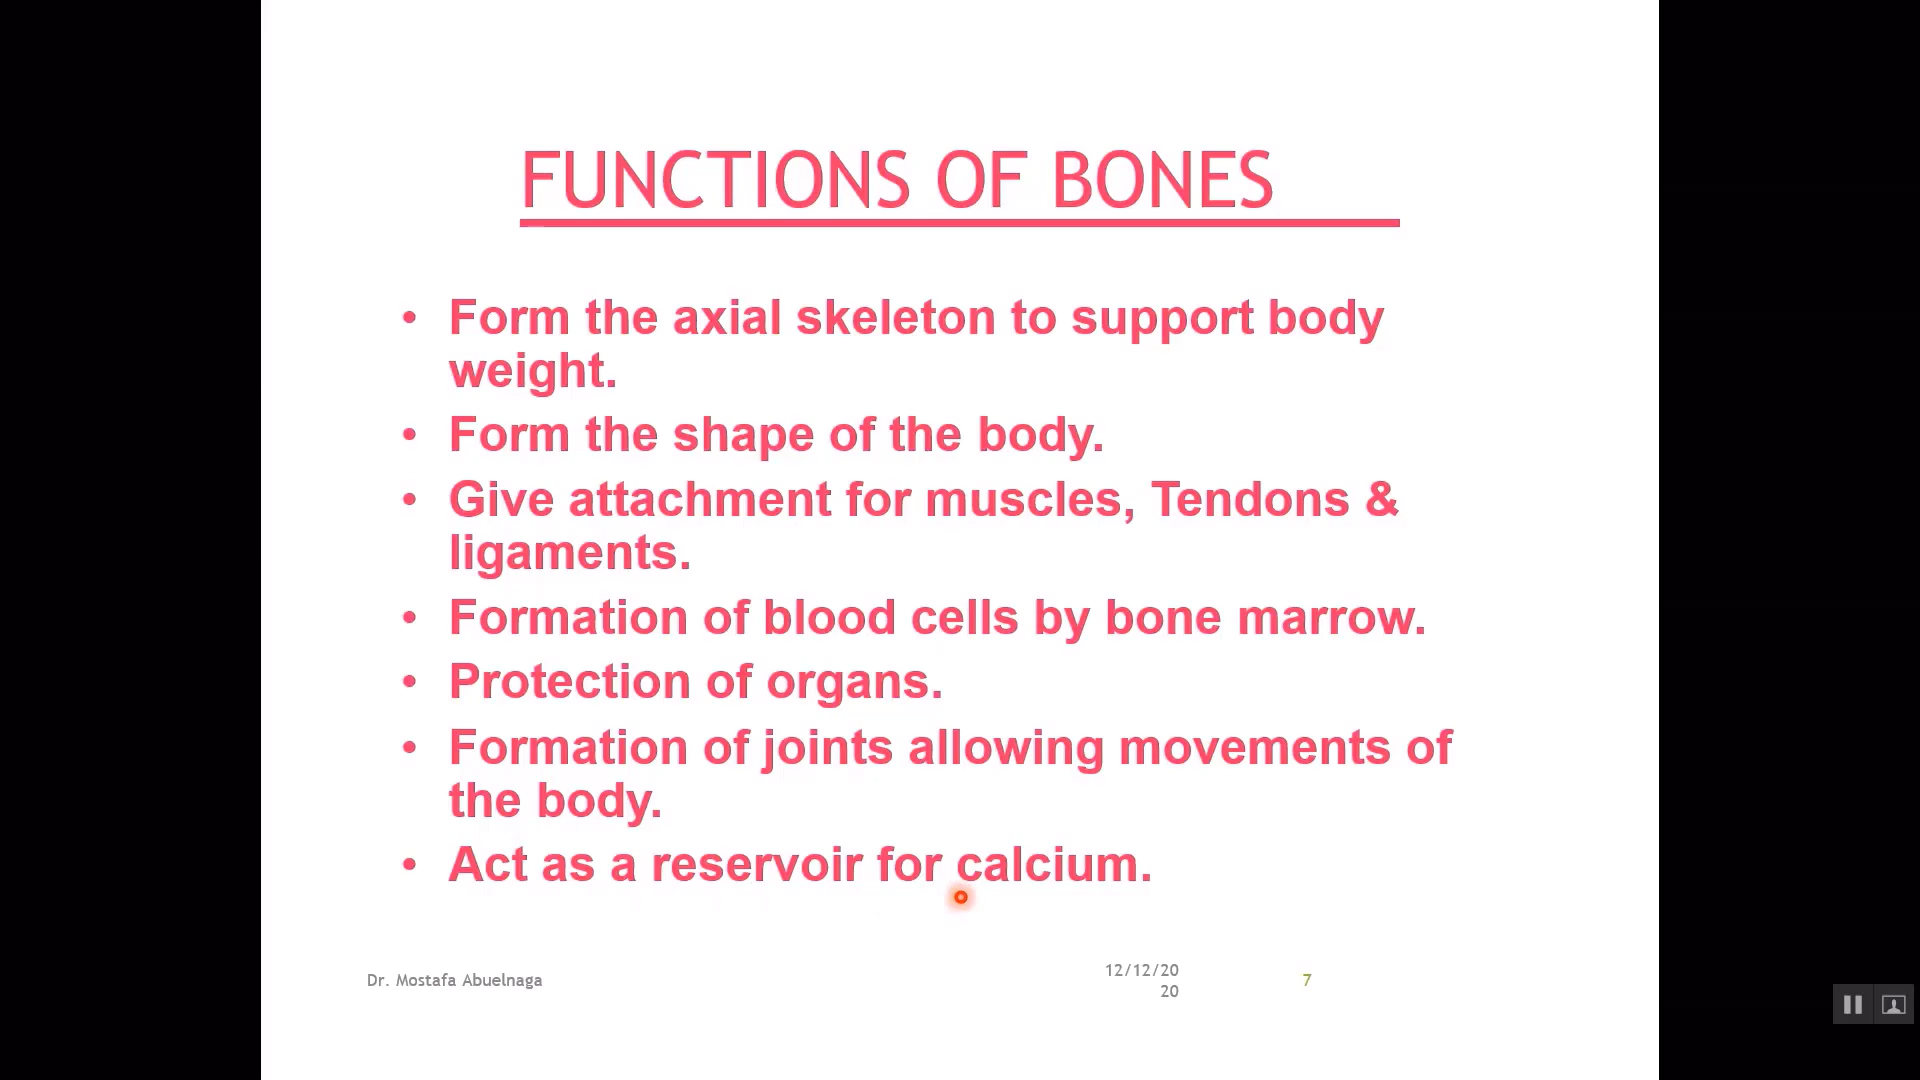 FUNCTIONS OF BONES
• Form the axial skeleton to support body
weight.
• Form the shape of the body.
• Give attachment for muscles, Tendons &
ligaments.
• Formation of blood cells by bone marrow.
• Protection of organs.
• Formation of joints allowing movements of
the body.
• Act as a reservoir for calcium.
Dr. Mostafa Abuelnaga
12/12/20
20
7